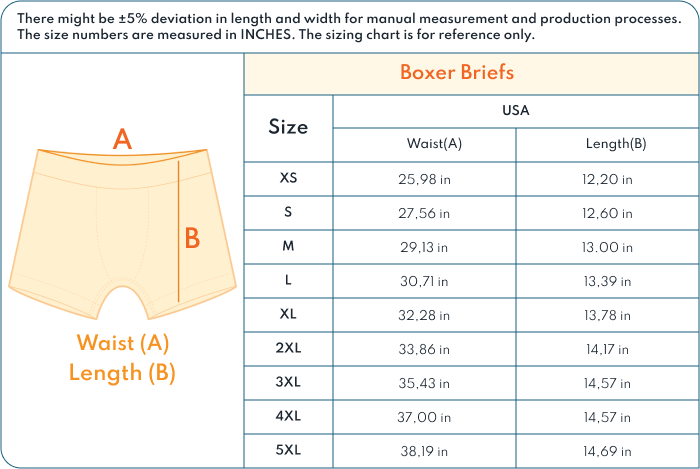 There might be ±5% deviation in length and width for manual measurement and production processes.
The size numbers are measured in INCHES. The sizing chart is for reference only.
Boxer Briefs
Size
USA
Waist(A)
Length(B)
XS
25,98 in
12,20 in
S
27,56 in
12,60 in
M
29,13 in
13.00 in
L
30,71 in
13,39 in
XL
32,28 in
13,78 in
2XL
33,86 in
14,17 in
3XL
35,43 in
14,57 in
4XL
37,00 in
14,57 in
5XL
38,19 in
14,69 in
A
B
Waist (A)
Length (B)